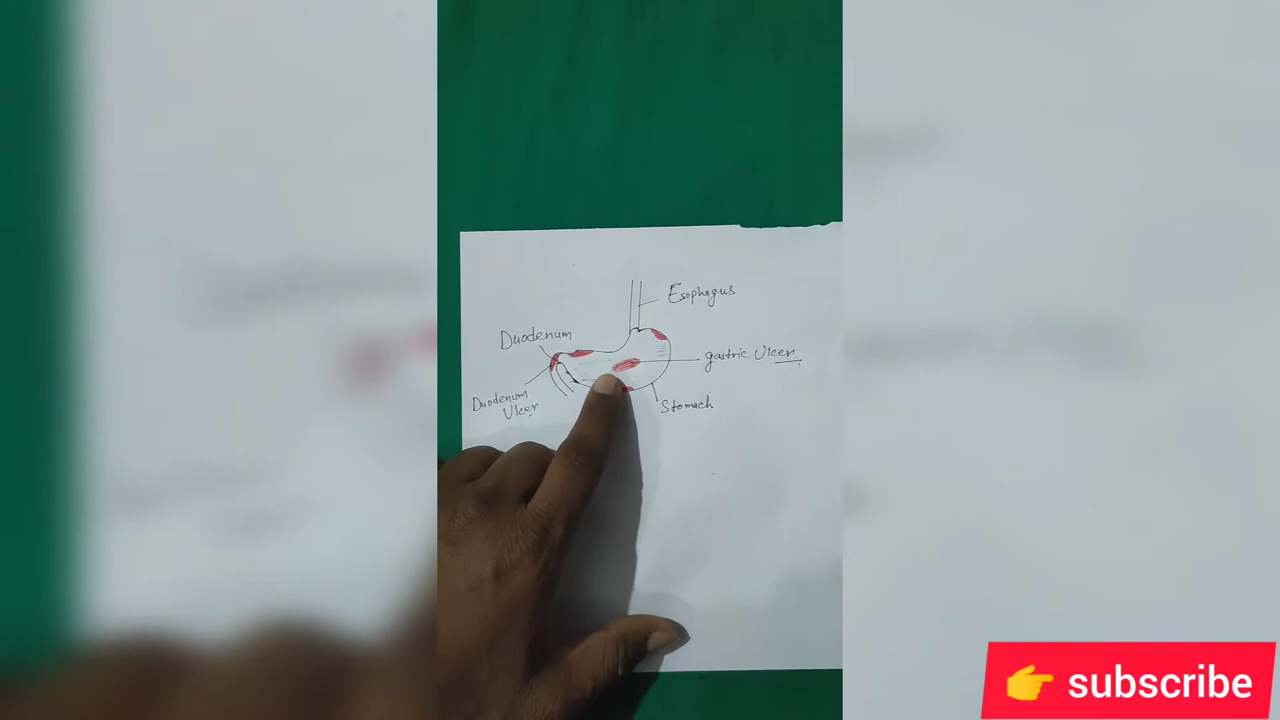 Esophagus
Duodenum
gastric Ulcer
Duodenum
Ulcer
Stomach
subscribe